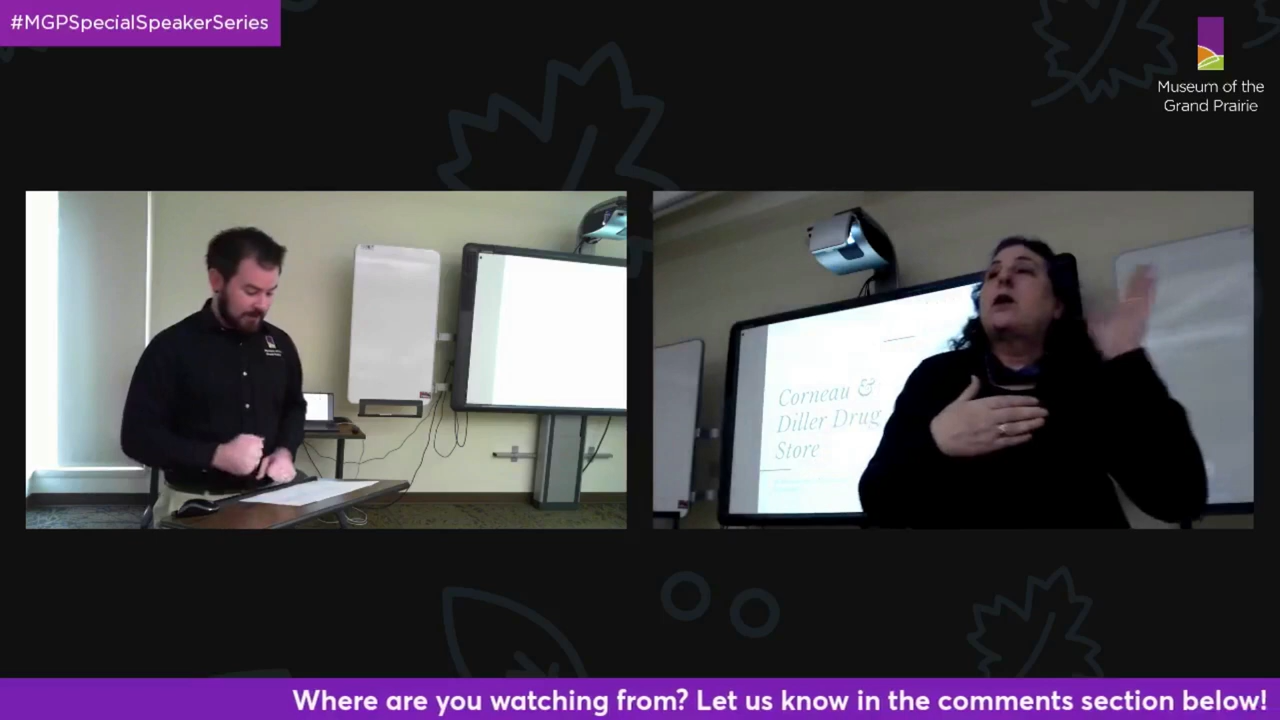 #MGPSpecialSpeakerSeries
Museum of the
Grand Prairie
Corneau &
Diller Drug
Store
Where are you watching from? Let us know in the comments section below!